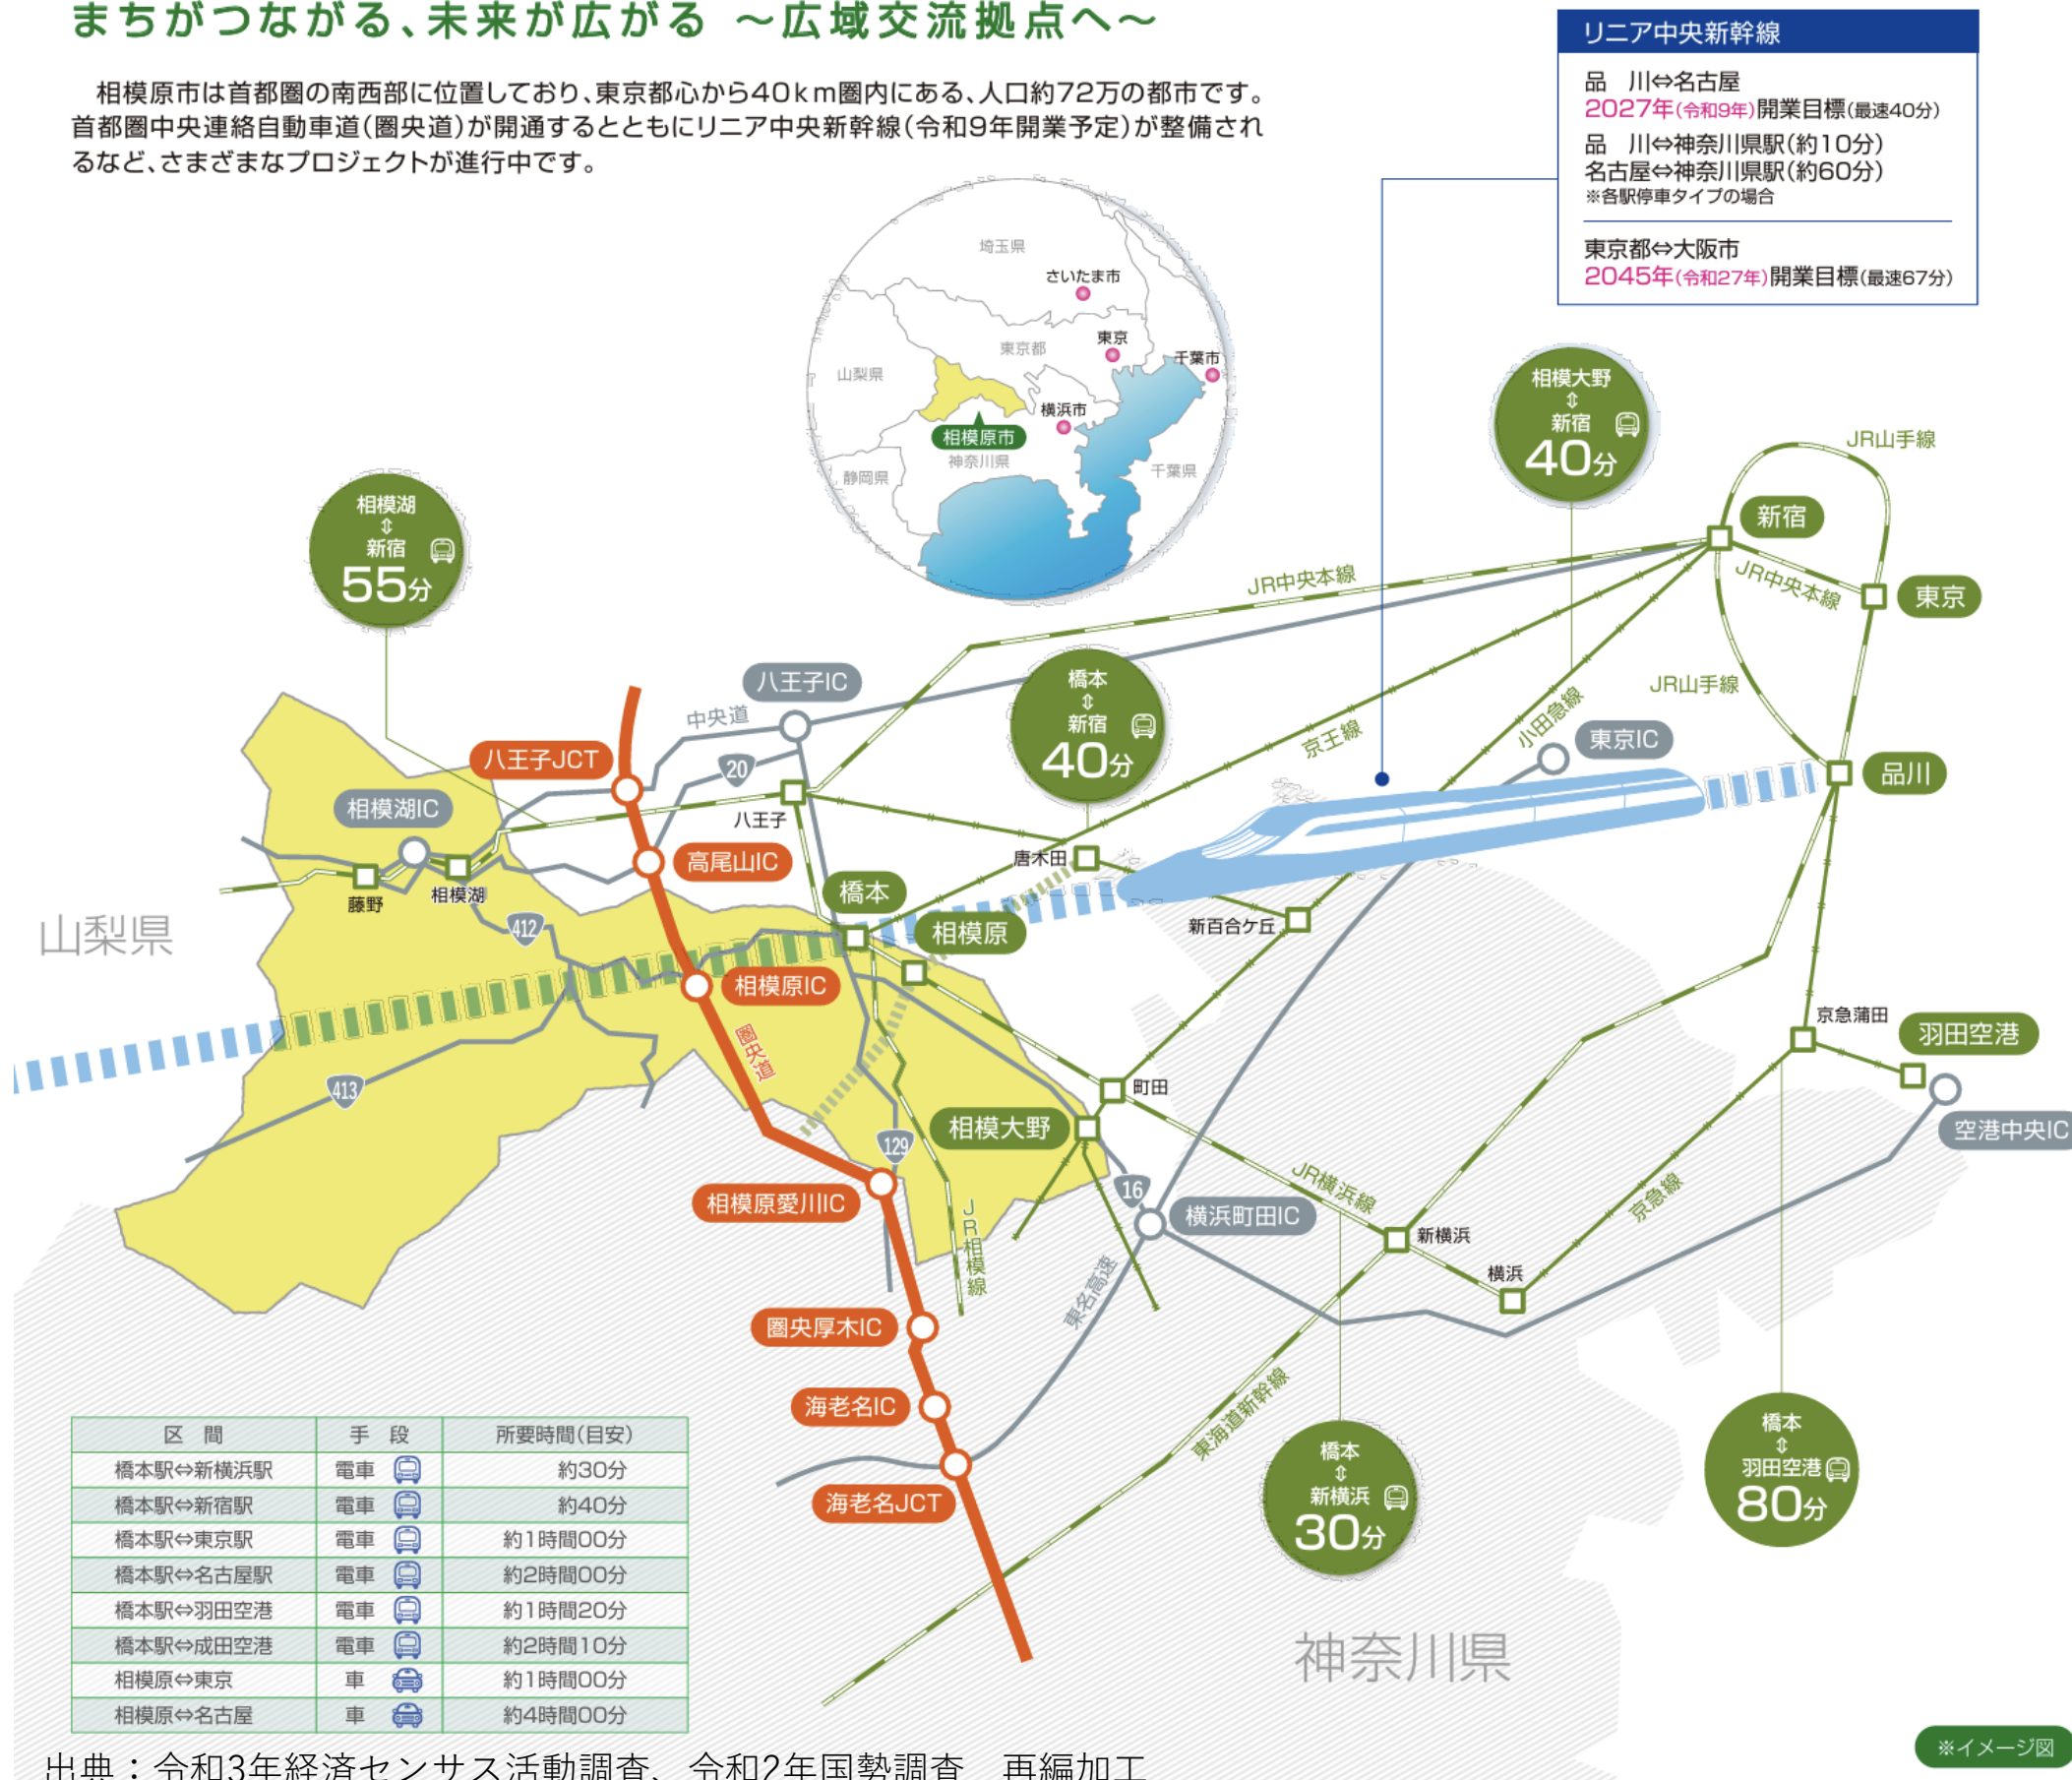 まちがつながる、未来が広がる ～広域交流拠点へ～
相模原市は首都圏の南西部に位置しており、東京都心から40km圏内にある、人口約72万の都市です。
首都圏中央連絡自動車道(圏央道)が開通するとともにリニア中央新幹線(令和9年開業予定)が整備され
るなど、さまざまなプロジェクトが進行中です。
リニア中央新幹線
品　川⇔名古屋
2027年(令和9年)開業目標(最速40分)
品　川⇔神奈川県駅(約10分)
名古屋⇔神奈川県駅(約60分)
※各駅停車タイプの場合
東京都⇔大阪市
2045年(令和27年)開業目標(最速67分)
埼玉県
さいたま市
東京都
東京
千葉市
山梨県
横浜市
相模原市
神奈川県
静岡県
千葉県
相模大野
⇕
新宿
40分
相模湖
⇕
新宿
55分
橋本
⇕
新宿
40分
JR山手線
新宿
JR中央本線
JR中央本線
東京
JR山手線
京王線
小田急線
東京IC
品川
八王子IC
中央道
八王子JCT
20
相模湖IC
八王子
高尾山IC
唐木田
橋本
藤野
相模湖
412
山梨県
相模原
新百合ケ丘
相模原IC
圏央道
京急蒲田
羽田空港
413
町田
相模大野
空港中央IC
129
16
相模原愛川IC
JR相模線
横浜町田IC
JR横浜線
京急線
新横浜
横浜
東名高速
圏央厚木IC
海老名IC
東海道新幹線
海老名JCT
橋本
⇕
新横浜
30分
橋本
⇕
羽田空港
80分
神奈川県
区　間　手　段　所要時間(目安)
橋本駅⇔新横浜駅　電車　約30分
橋本駅⇔新宿駅　電車　約40分
橋本駅⇔東京駅　電車　約1時間00分
橋本駅⇔名古屋駅　電車　約2時間00分
橋本駅⇔羽田空港　電車　約1時間20分
橋本駅⇔成田空港　電車　約2時間10分
相模原⇔東京　車　約1時間00分
相模原⇔名古屋　車　約4時間00分
※イメージ図
出典：令和3年経済センサス活動調査、令和2年国勢調査　再編加工